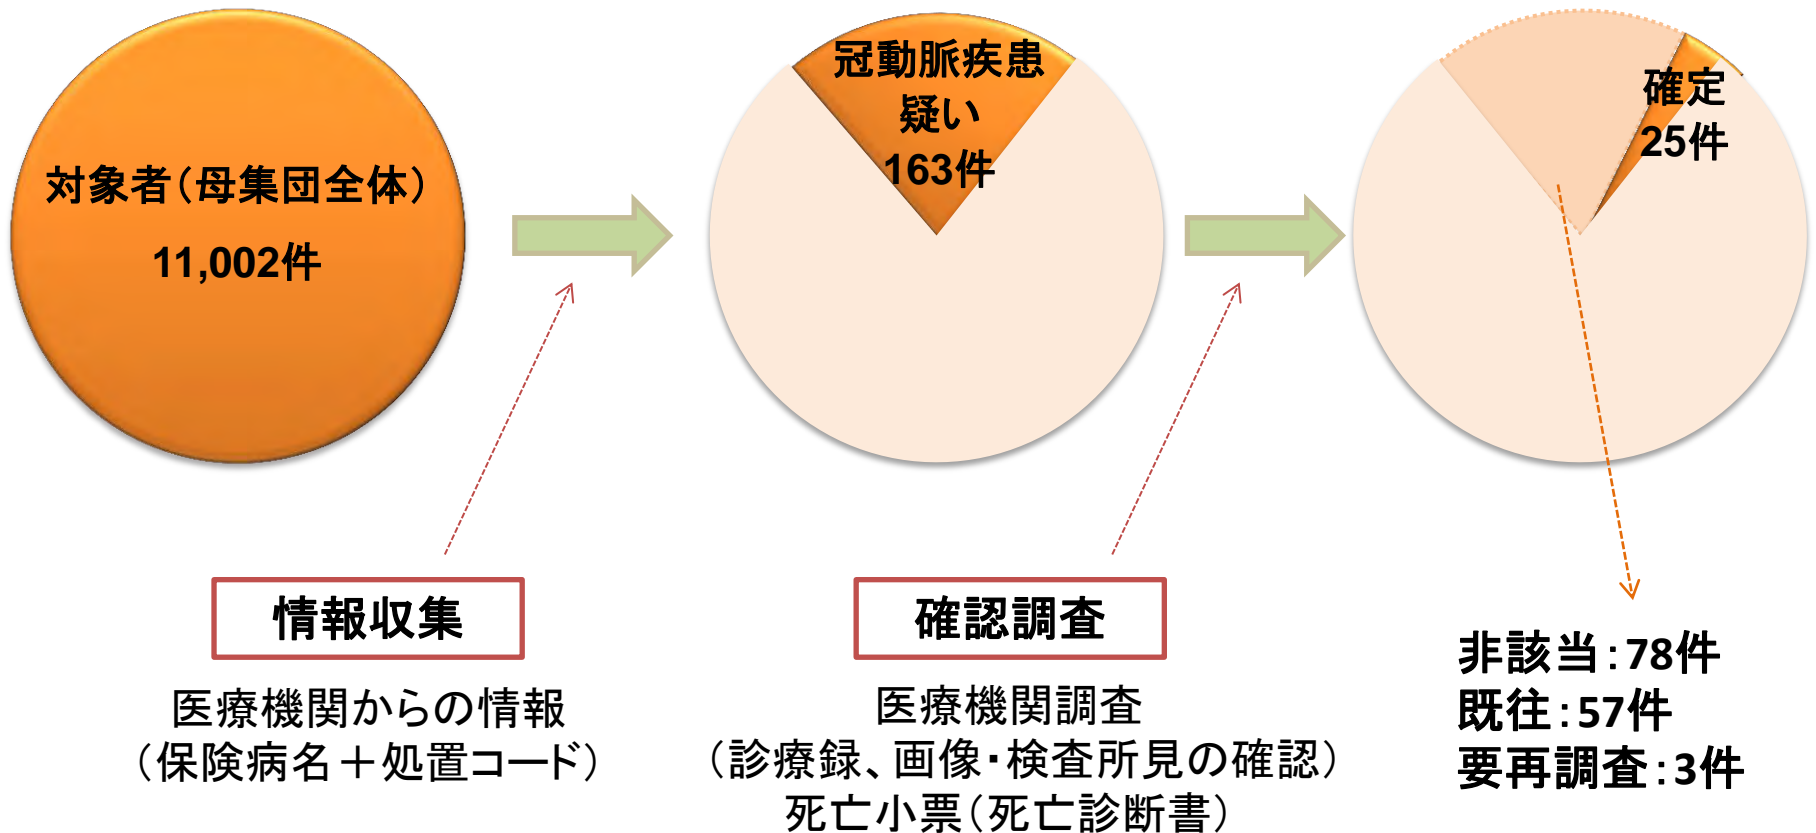 対象者（母集団全体）
11,002件
冠動脈疾患
疑い
163件
確定
25件
情報収集
医療機関からの情報
（保険病名＋処置コード）
確認調査
医療機関調査
（診療録、画像・検査所見の確認）
死亡小票（死亡診断書）
非該当：78件
既往：57件
要再調査：3件